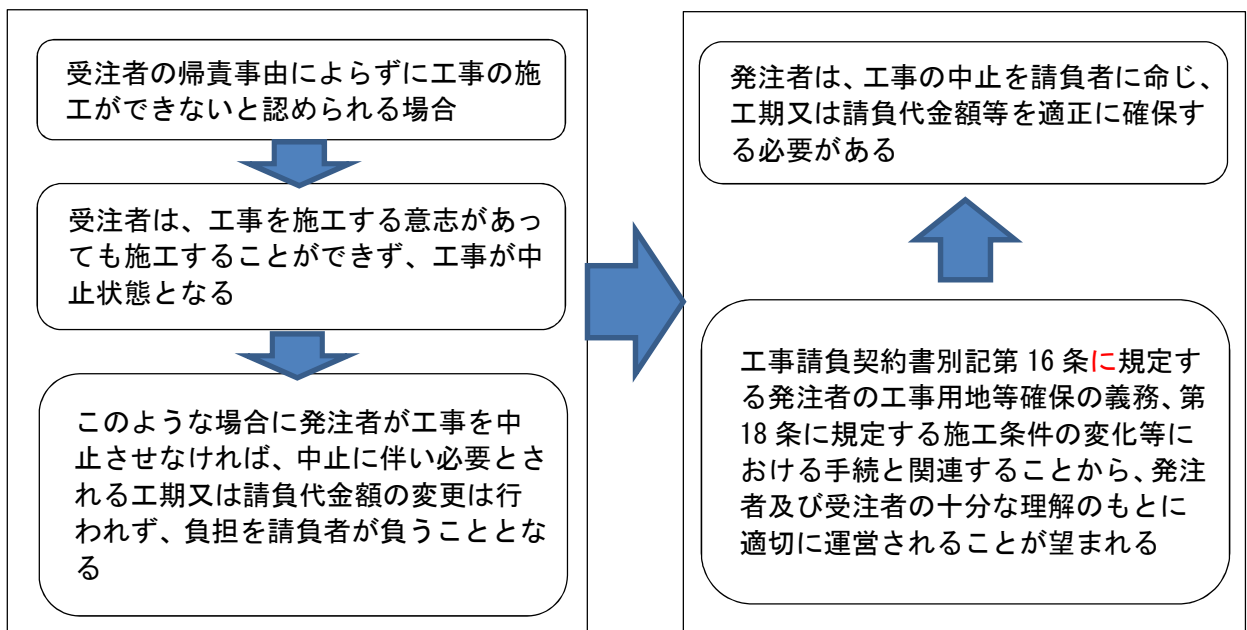 受注者の帰責事由によらずに工事の施
工ができないと認められる場合
受注者は、工事を施工する意志があっ
ても施工することができず、工事が中
止状態となる
このような場合に発注者が工事を中
止させなければ、中止に伴い必要とさ
れる工期又は請負代金額の変更は行
われず、負担を請負者が負うこととな
る
発注者は、工事の中止を請負者に命じ、
工期又は請負代金額等を適正に確保す
る必要がある
工事請負契約書別記第 16 条に規定す
る発注者の工事用地等確保の義務、第
18 条に規定する施工条件の変化等に
おける手続と関連することから、発注
者及び受注者の十分な理解のもとに
適切に運営されることが望まれる